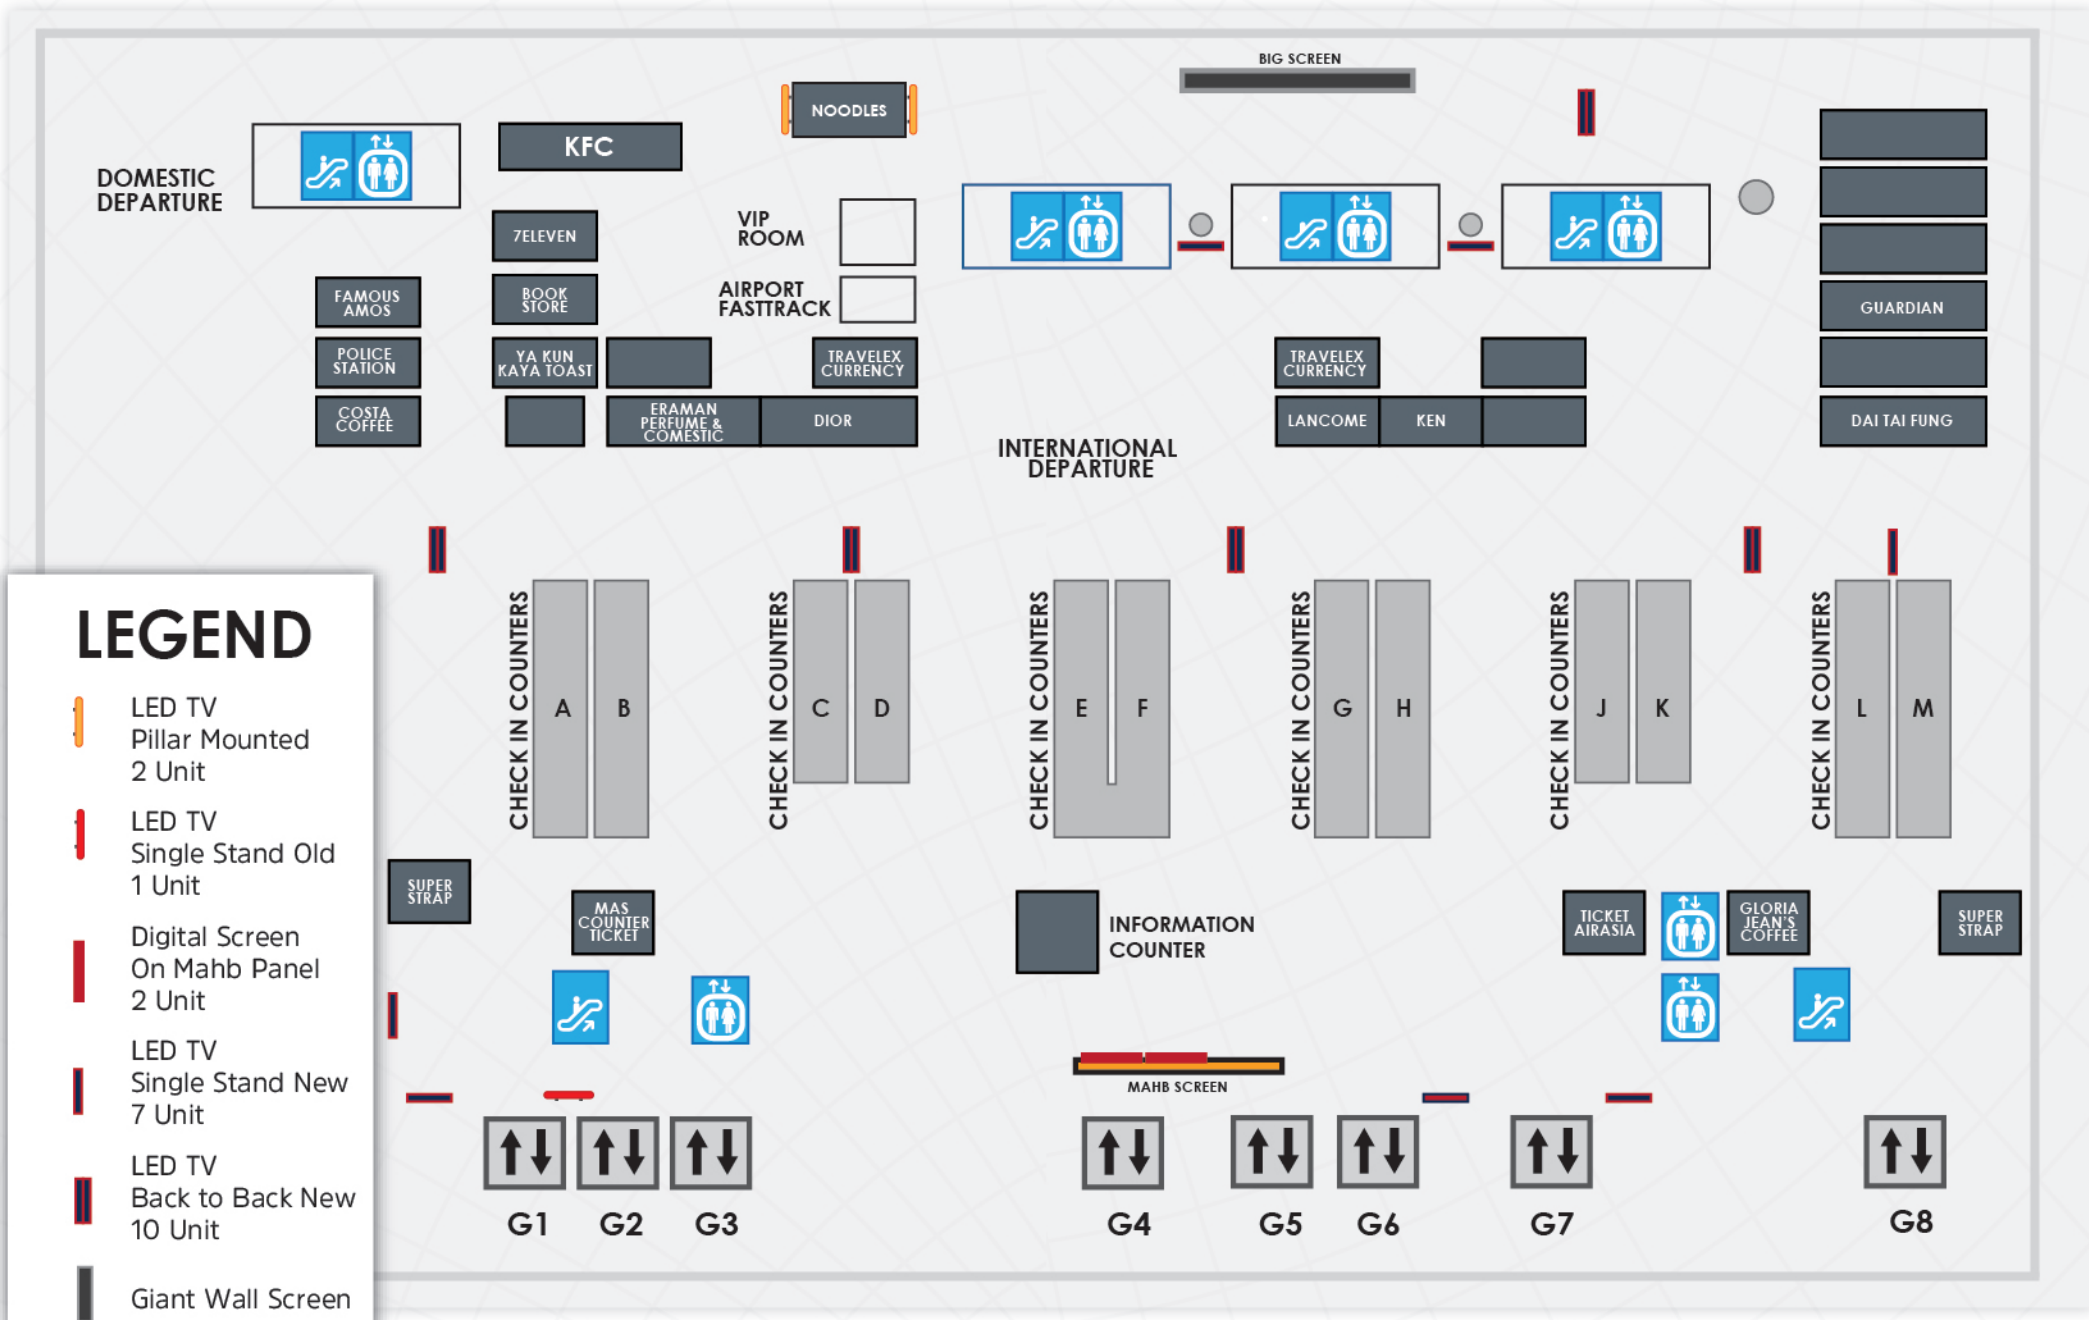 BIG SCREEN
NOODLES
KFC
DOMESTIC
DEPARTURE
7ELEVEN
VIP
ROOM
FAMOUS
AMOS
BOOK
STORE
AIRPORT
FASTTRACK
GUARDIAN
POLICE
STATION
YA KUN
KAYA TOAST
TRAVELEX
CURRENCY
TRAVELEX
CURRENCY
COSTA
COFFEE
ERAMAN
PERFUME &
COMESTIC
DIOR
LANCOME
KEN
DAI TAI FUNG
INTERNATIONAL
DEPARTURE
CHECK IN COUNTERS
A
B
CHECK IN COUNTERS
C
D
CHECK IN COUNTERS
E
F
CHECK IN COUNTERS
G
H
CHECK IN COUNTERS
J
K
CHECK IN COUNTERS
L
M
SUPER
STRAP
MAS
COUNTER
TICKET
INFORMATION
COUNTER
TICKET
AIRASIA
GLORIA
JEAN'S
COFFEE
SUPER
STRAP
MAHB SCREEN
G1
G2
G3
G4
G5
G6
G7
G8
LEGEND
LED TV
Pillar Mounted
2 Unit
LED TV
Single Stand Old
1 Unit
Digital Screen
On Mahb Panel
2 Unit
LED TV
Single Stand New
7 Unit
LED TV
Back to Back New
10 Unit
Giant Wall Screen